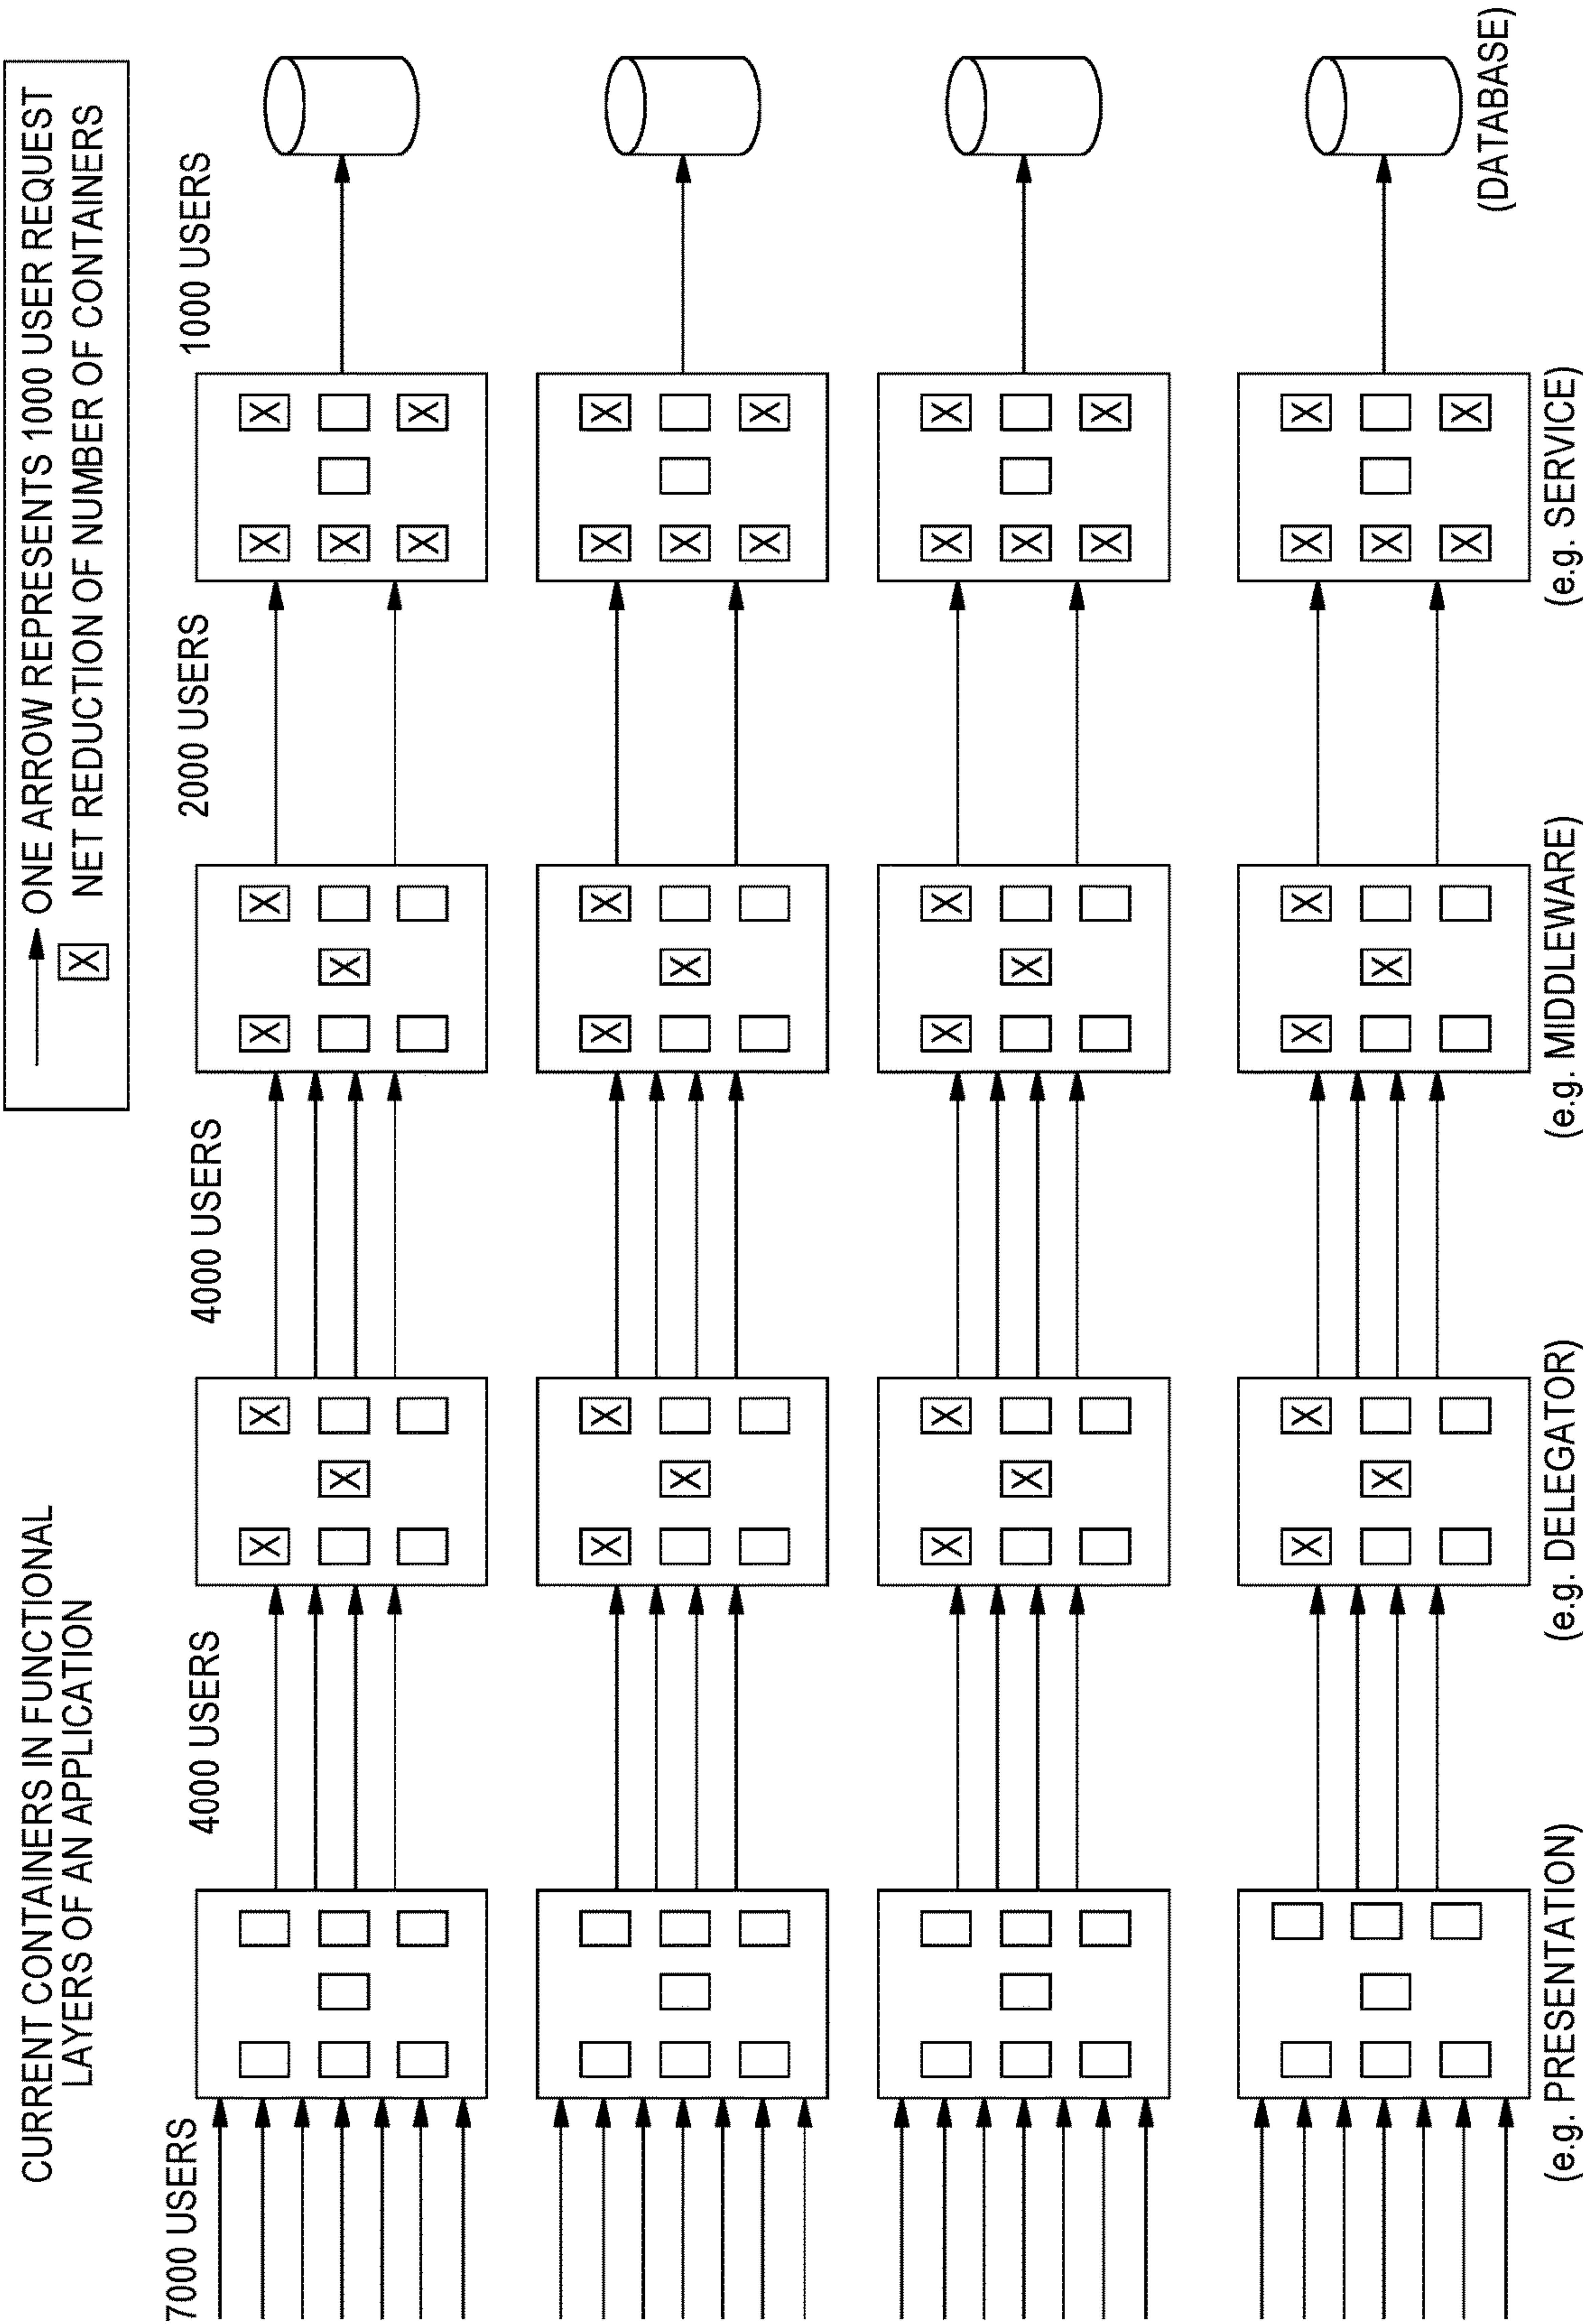 CURRENT CONTAINERS IN FUNCTIONAL
LAYERS OF AN APPLICATION
ONE ARROW REPRESENTS 1000 USER REQUEST
X NET REDUCTION OF NUMBER OF CONTAINERS
7000 USERS
4000 USERS
4000 USERS
2000 USERS
1000 USERS
X X X X X X X X X X X
X X X X X X X X X X X
X X X X X X X X X X X
X X X X X X X X X X X
(e.g. PRESENTATION)
(e.g. DELEGATOR)
(e.g. MIDDLEWARE)
(e.g. SERVICE)
(DATABASE)